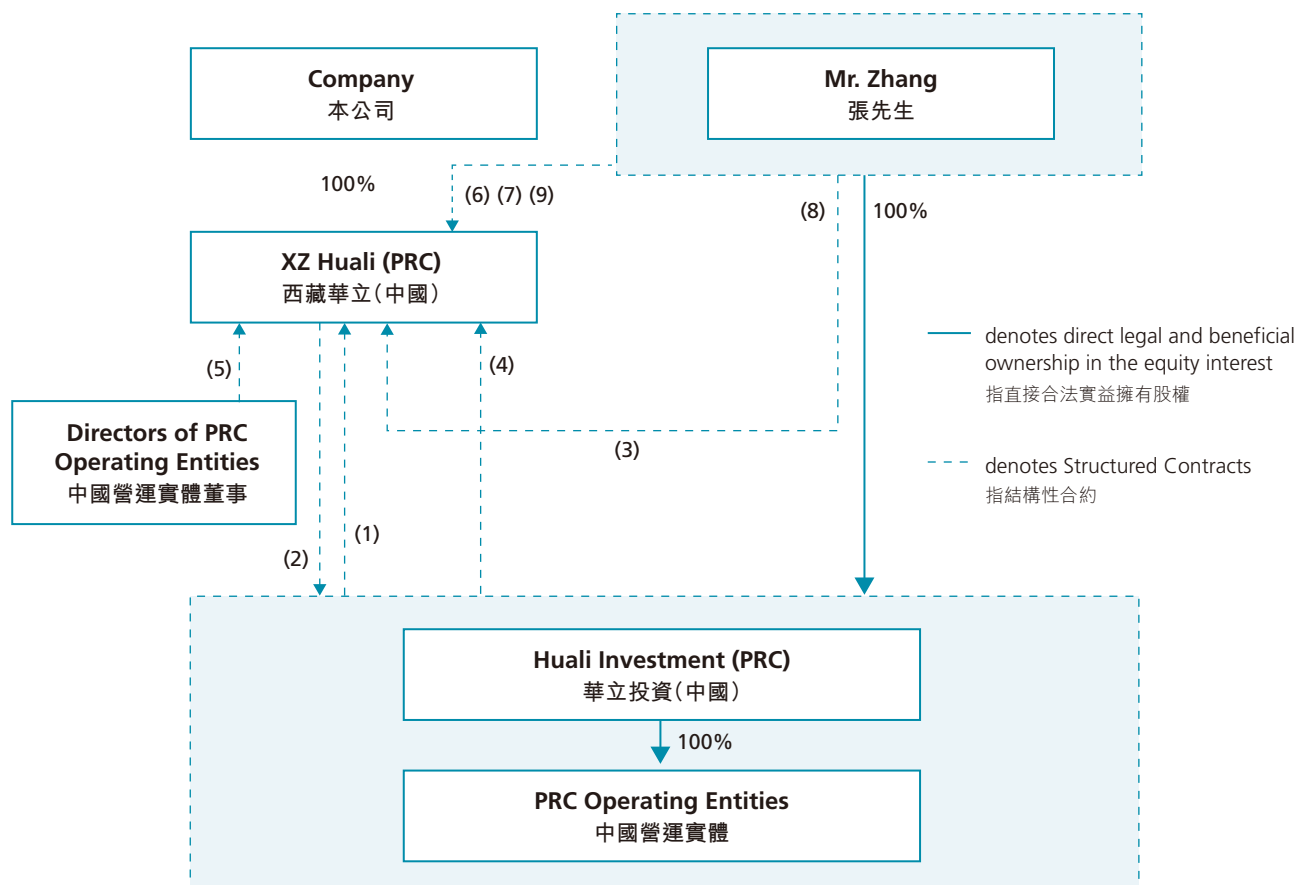 Company
本公司
Mr. Zhang
張先生
100%
(6) (7) (9)
(8)
100%
XZ Huali (PRC)
西藏華立（中國）
denotes direct legal and beneficial
ownership in the equity interest
指直接合法實益擁有股權
(5)
(4)
Directors of PRC
Operating Entities
中國營運實體董事
(3)
denotes Structured Contracts
指結構性合約
(2)
(1)
Huali Investment (PRC)
華立投資（中國）
100%
PRC Operating Entities
中國營運實體